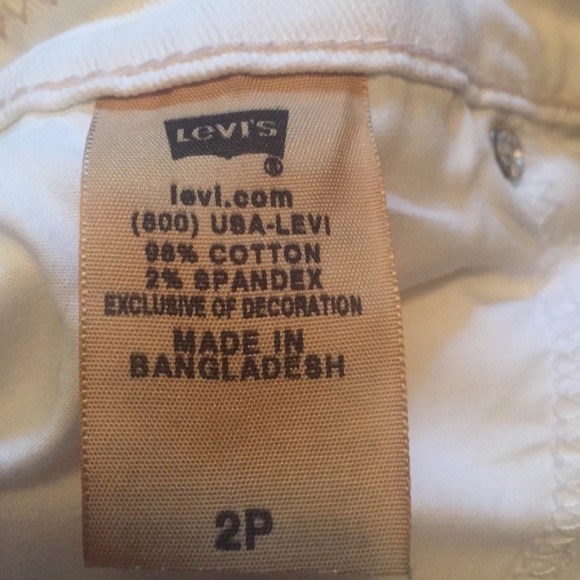 LEVI'S
®
levi.com
(800) USA-LEVI
98% COTTON
2% SPANDEX
EXCLUSIVE OF DECORATION
MADE IN
BANGLADESH
2P